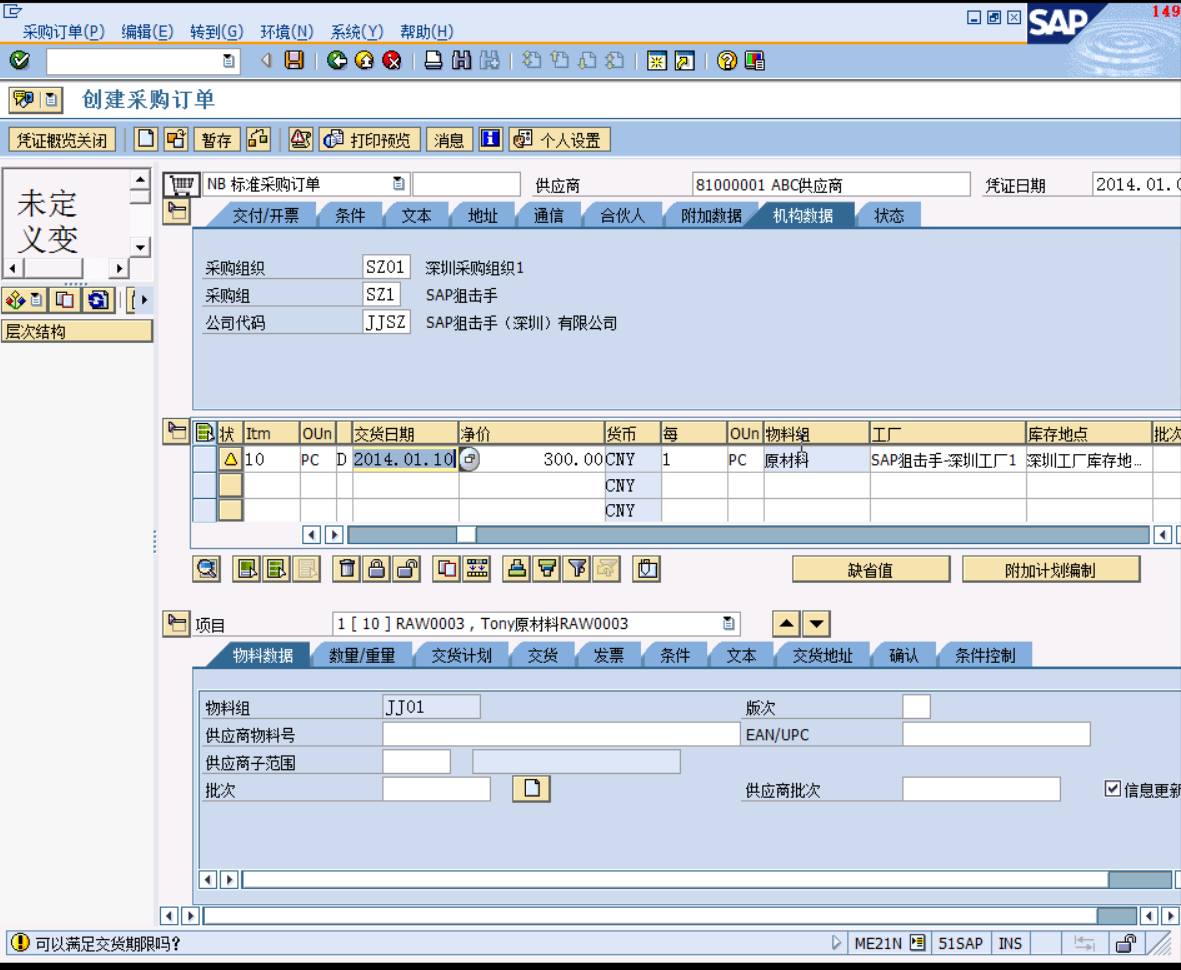 149
采购订单(P) 编辑(E) 转到(G) 环境(N) 系统(Y) 帮助(H)
SAP
创建采购订单
凭证概览关闭 暂存 打印预览 消息 个人设置
未定
义变
层次结构
NB 标准采购订单 供应商 81000001 ABC供应商 凭证日期 2014.01.
交付/开票 条件 文本 地址 通信 合伙人 附加数据 机构数据 状态
采购组织 SZ01 深圳采购组织1
采购组 SZ1 SAP狙击手
公司代码 JJSZ SAP狙击手（深圳）有限公司
状 Itm OUn 交货日期 净价 货币 每 OUn 物料组 工厂 库存地点 批次
10 PC D 2014.01.10 300.00 CNY 1 PC 原材料 SAP狙击手-深圳工厂1 深圳工厂库存地…
CNY
CNY
缺省值 附加计划编制
项目 1 [ 10 ] RAW0003 , Tony原材料RAW0003
物料数据 数量/重量 交货计划 交货 发票 条件 文本 交货地址 确认 条件控制
物料组 JJ01 版次
供应商物料号 EAN/UPC
供应商子范围
批次 供应商批次 信息更新
可以满足交货期限吗? ME21N 51SAP INS